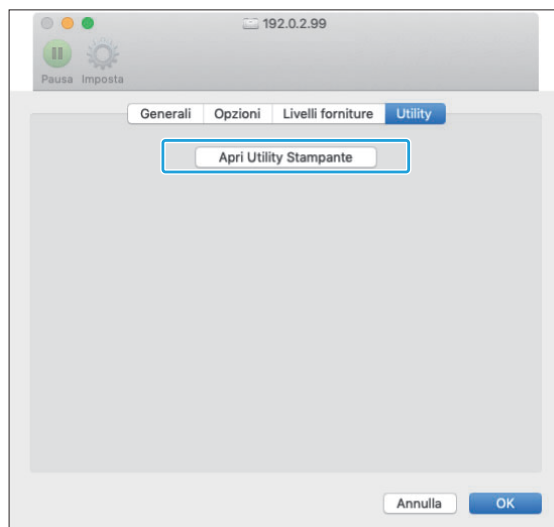 192.0.2.99
Pausa Imposta
Generali Opzioni Livelli forniture Utility
Apri Utility Stampante
Annulla OK